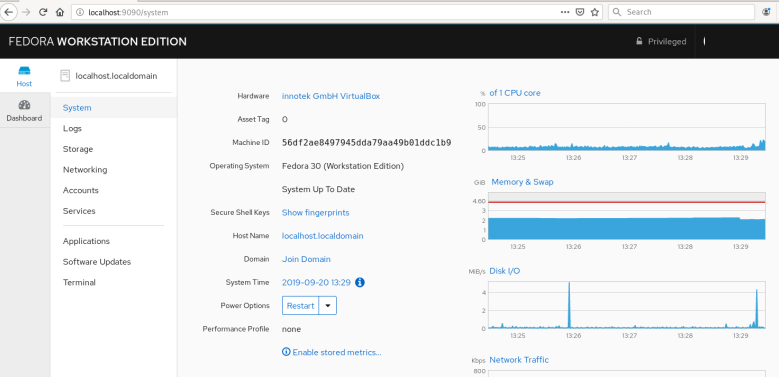 localhost:9090/system
Search
FEDORA WORKSTATION EDITION
Privileged
Host
Dashboard
localhost.localdomain
System
Logs
Storage
Networking
Accounts
Services
Applications
Software Updates
Terminal
Hardware innotek GmbH VirtualBox
Asset Tag 0
Machine ID 56df2ae8497945dda79aa49b01ddc1b9
Operating System Fedora 30 (Workstation Edition)
System Up To Date
Secure Shell Keys Show fingerprints
Host Name localhost.localdomain
Domain Join Domain
System Time 2019-09-20 13:29
Power Options Restart
Performance Profile none
Enable stored metrics...
% of 1 CPU core
100
50
0
13:25 13:26 13:27 13:28 13:29
GiB Memory & Swap
4.60
3
2
1
0
13:25 13:26 13:27 13:28 13:29
MiB/s Disk I/O
4
2
0
13:25 13:26 13:27 13:28 13:29
Kbps Network Traffic
800